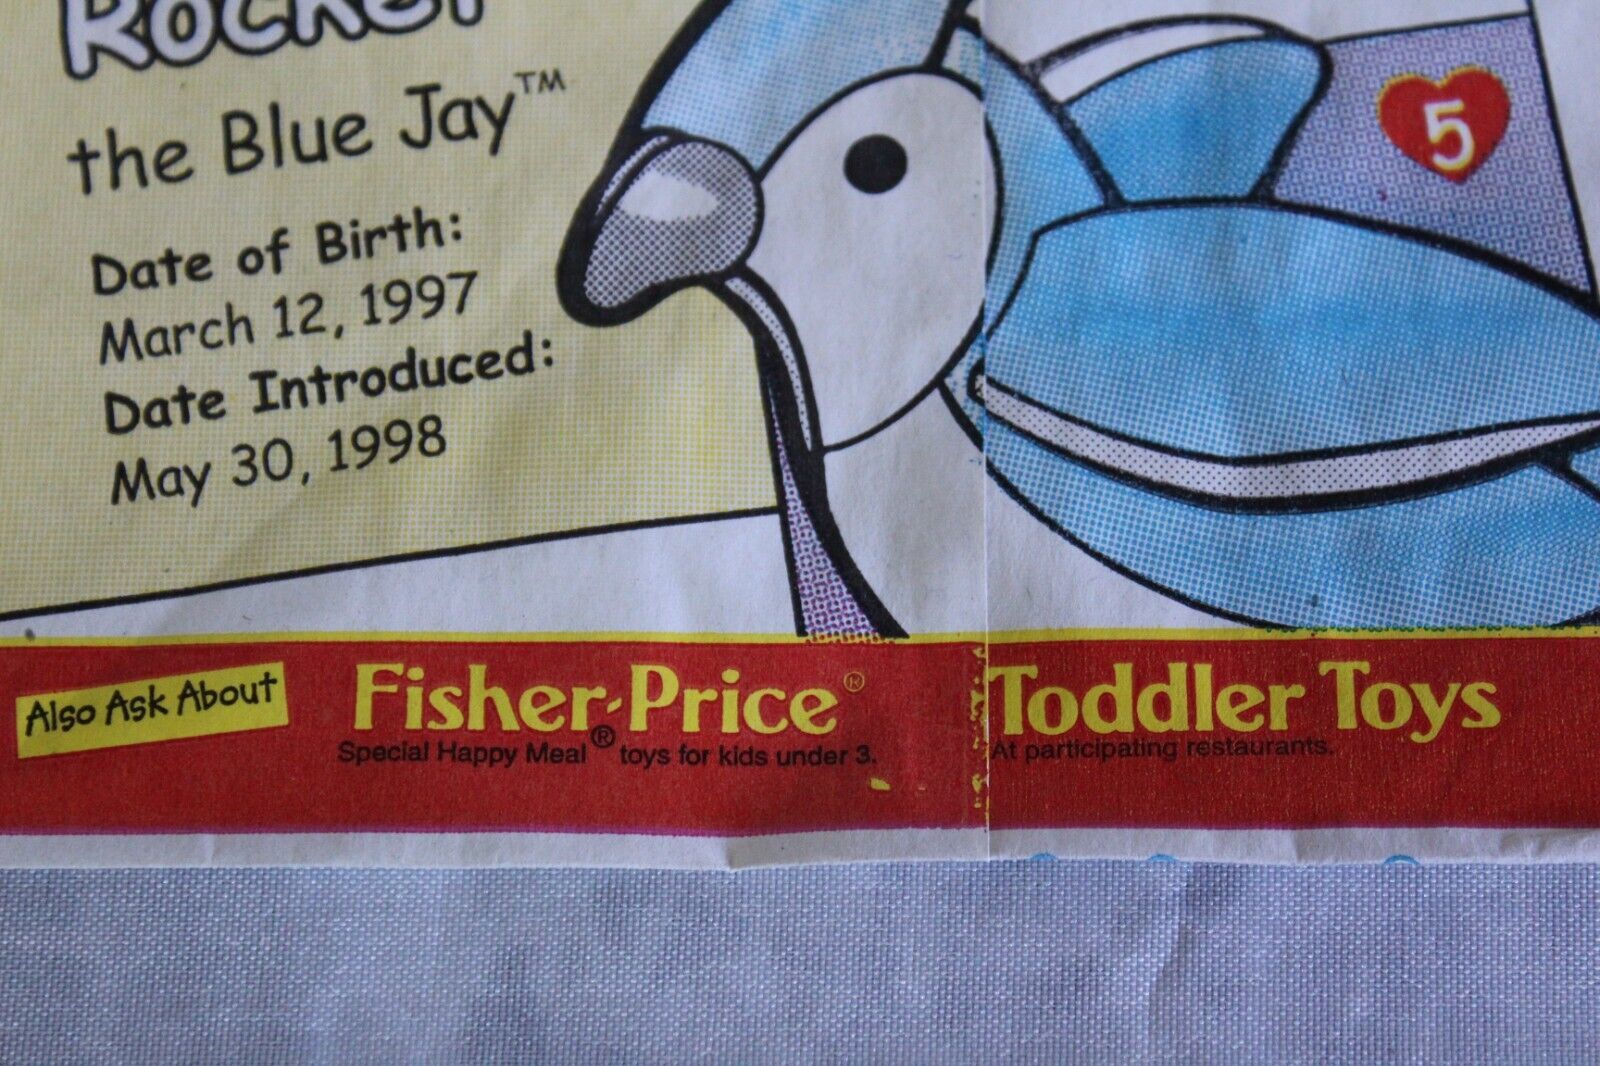 Rocket
the Blue Jay™
Date of Birth:
March 12, 1997
Date Introduced:
May 30, 1998
5
Also Ask About
Fisher-Price® Toddler Toys
Special Happy Meal® toys for kids under 3. At participating restaurants.